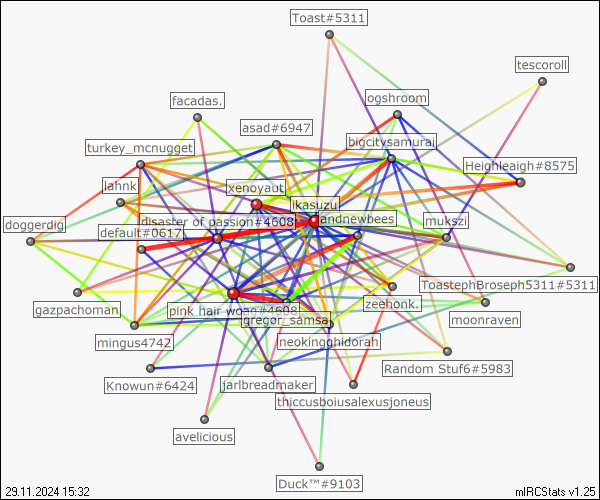 Toast#5311
tescoroll
facadas.
ogshroom
asad#6947
bigcitysamurai
turkey_mcnugget
Heighleaigh#8575
lahnk
xenoyaut
ikasuzu
doggerdig
disaster of passion#4608
andnewbees
mukszi
default#0617
ToastephBroseph5311#5311
gazpachoman
zeehonk.
pink hair woao#4698
moonraven
gregor_samsa
mingus4742
neokingghidorah
Random Stuf6#5983
Knowun#6424
jarlbreadmaker
thiccusboiusalexusjoneus
avelicious
Duck™#9103
29.11.2024 15:32
mIRCStats v1.25